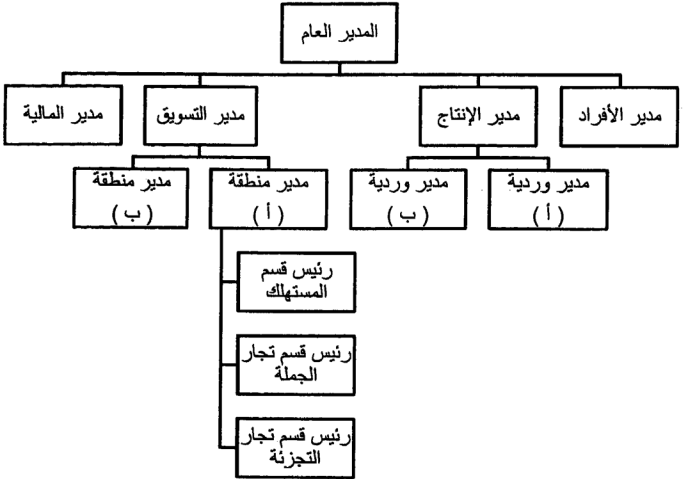 المدير العام
مدير الأفراد
مدير الإنتاج
مدير التسويق
مدير المالية
مدير وردية
( أ )
مدير وردية
( ب )
مدير منطقة
( أ )
مدير منطقة
( ب )
رئيس قسم
المستهلك
رئيس قسم تجار
الجملة
رئيس قسم تجار
التجزئة